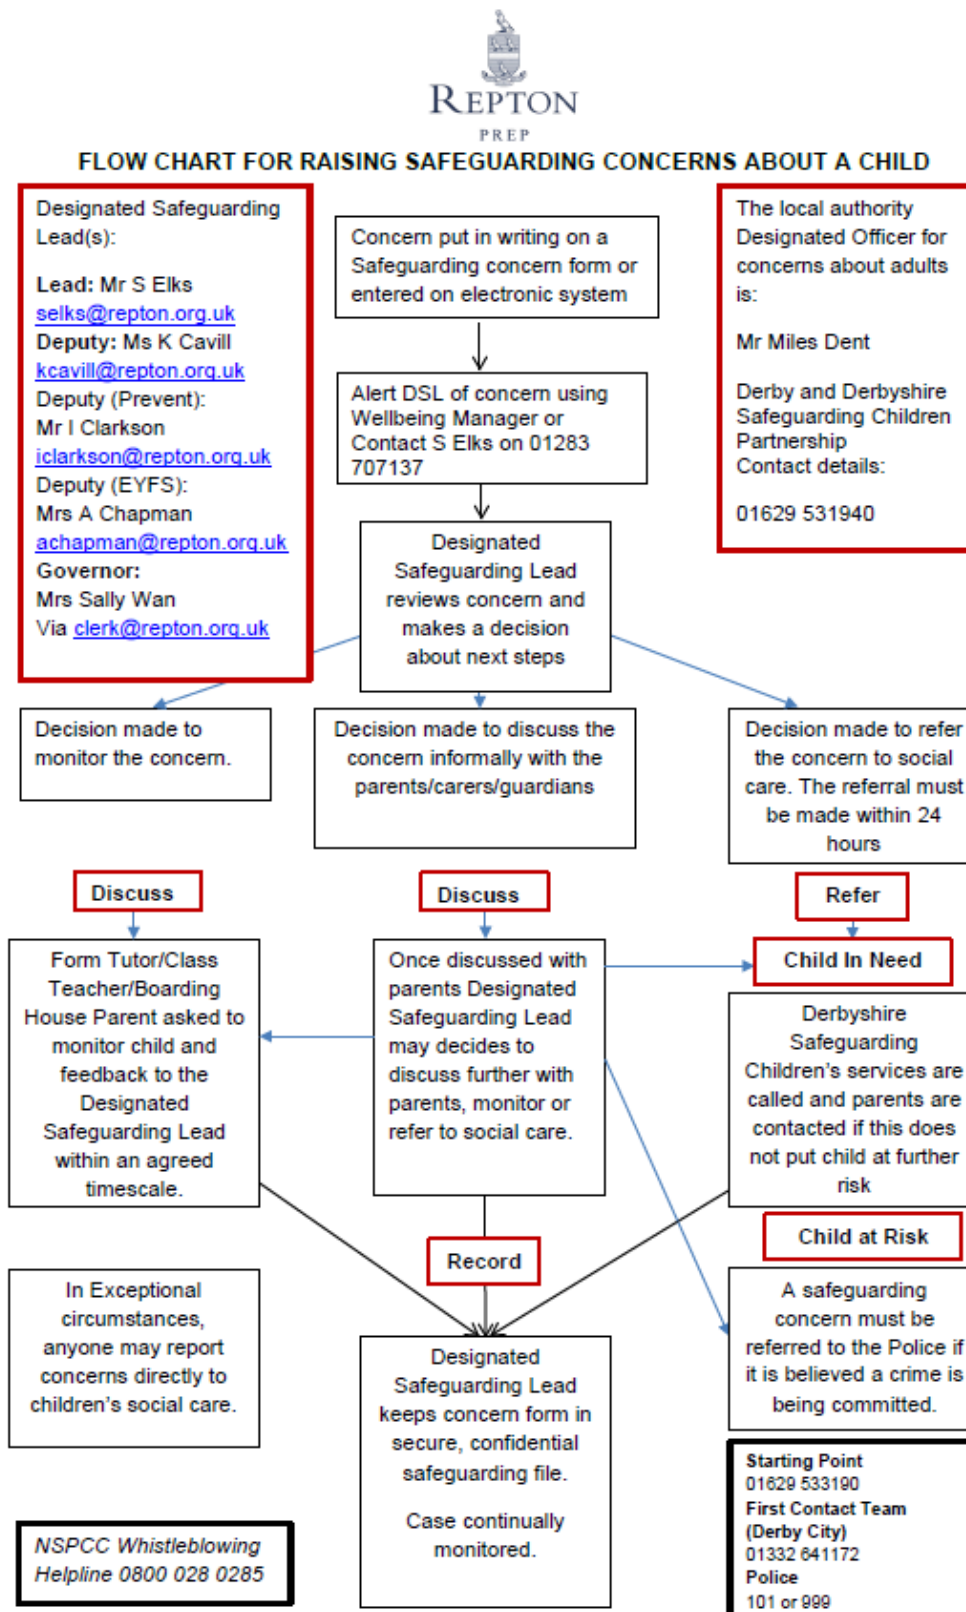 REPTON
PREP
FLOW CHART FOR RAISING SAFEGUARDING CONCERNS ABOUT A CHILD
Designated Safeguarding
Lead(s):
Lead: Mr S Elks
selks@repton.org.uk
Deputy: Ms K Cavill
kcavill@repton.org.uk
Deputy (Prevent):
Mr I Clarkson
iclarkson@repton.org.uk
Deputy (EYFS):
Mrs A Chapman
achapman@repton.org.uk
Governor:
Mrs Sally Wan
Via clerk@repton.org.uk
Concern put in writing on a
Safeguarding concern form or
entered on electronic system
Alert DSL of concern using
Wellbeing Manager or
Contact S Elks on 01283
707137
Designated
Safeguarding Lead
reviews concern and
makes a decision
about next steps
The local authority
Designated Officer for
concerns about adults
is:
Mr Miles Dent
Derby and Derbyshire
Safeguarding Children
Partnership
Contact details:
01629 531940
Decision made to
monitor the concern.
Decision made to discuss the
concern informally with the
parents/carers/guardians
Decision made to refer
the concern to social
care. The referral must
be made within 24
hours
Discuss
Discuss
Refer
Form Tutor/Class
Teacher/Boarding
House Parent asked to
monitor child and
feedback to the
Designated
Safeguarding Lead
within an agreed
timescale.
Once discussed with
parents Designated
Safeguarding Lead
may decides to
discuss further with
parents, monitor or
refer to social care.
Child In Need
Derbyshire
Safeguarding
Children's services are
called and parents are
contacted if this does
not put child at further
risk
Child at Risk
Record
In Exceptional
circumstances,
anyone may report
concerns directly to
children's social care.
Designated
Safeguarding Lead
keeps concern form in
secure, confidential
safeguarding file.
Case continually
monitored.
A safeguarding
concern must be
referred to the Police if
it is believed a crime is
being committed.
NSPCC Whistleblowing
Helpline 0800 028 0285
Starting Point
01629 533190
First Contact Team
(Derby City)
01332 641172
Police
101 or 999